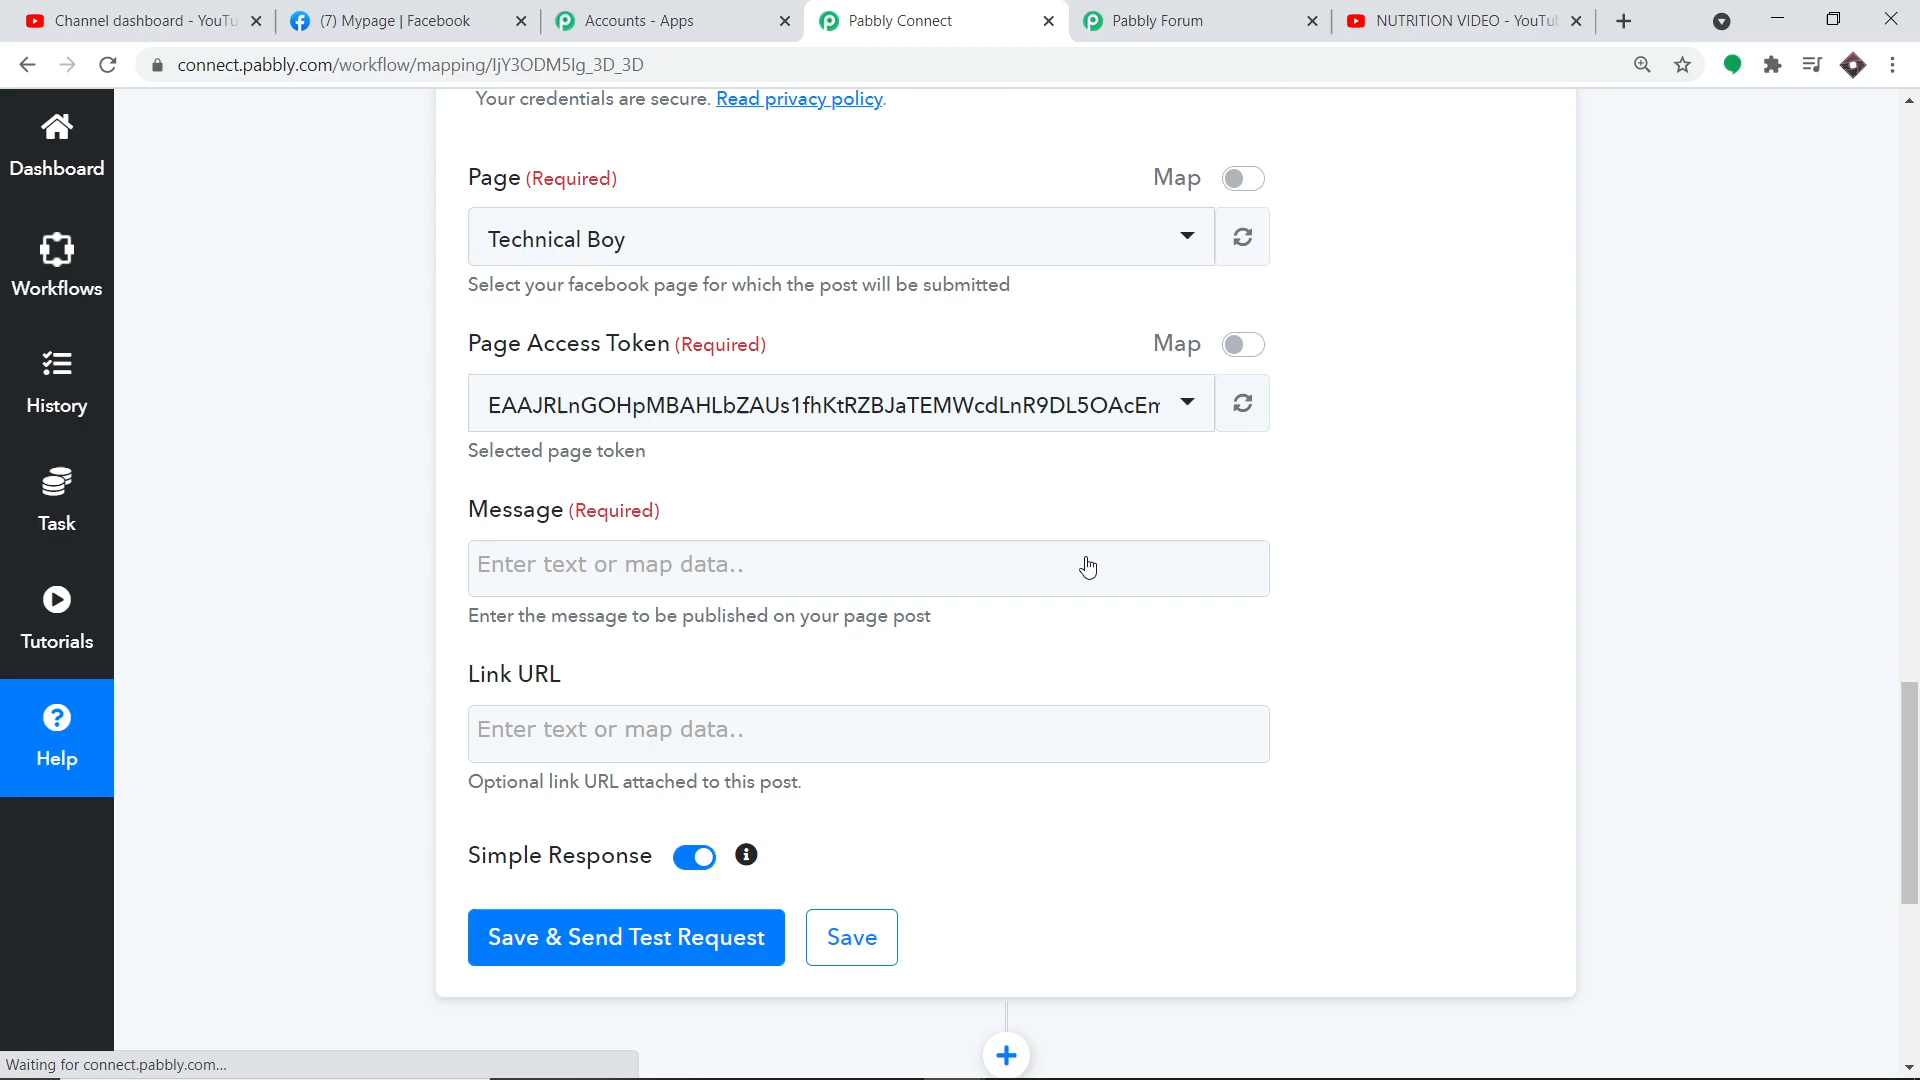 Channel dashboard - YouTu
(7) Mypage | Facebook
Accounts - Apps
Pabbly Connect
Pabbly Forum
NUTRITION VIDEO - YouTu
connect.pabbly.com/workflow/mapping/IjY3ODM5Ig_3D_3D
Your credentials are secure. Read privacy policy.
Dashboard
Workflows
History
Task
Tutorials
Help
Page (Required)
Map
Technical Boy
Select your facebook page for which the post will be submitted
Page Access Token (Required)
Map
EAAJRLnGOHpMBAHLbZAUs1fhKtRZBJaTEMWcdLnR9DL5OAcEm
Selected page token
Message (Required)
Enter text or map data..
Enter the message to be published on your page post
Link URL
Enter text or map data..
Optional link URL attached to this post.
Simple Response
Save & Send Test Request
Save
Waiting for connect.pabbly.com...